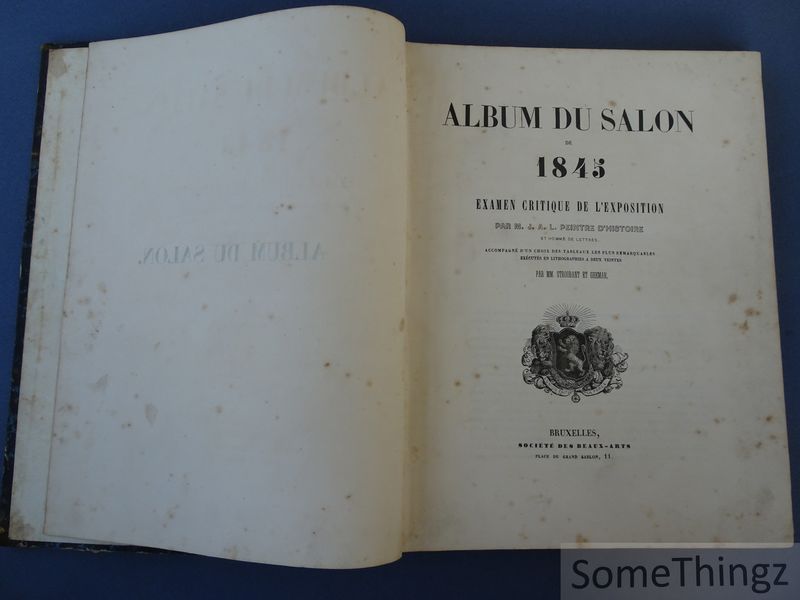 ALBUM DU SALON.
ALBUM DU SALON
DE
1845
EXAMEN CRITIQUE DE L'EXPOSITION
PAR M. J. A. L. PEINTRE D'HISTOIRE
ET HOMME DE LETTRES,
ACCOMPAGNÉ D'UN CHOIX DES TABLEAUX LES PLUS REMARQUABLES
EXÉCUTÉS EN LITHOGRAPHIES A DEUX TEINTES
PAR MM. STROOBANT ET GHEMAR.
BRUXELLES,
SOCIÉTÉ DES BEAUX-ARTS
PLACE DU GRAND SABLON, 11.
SomeThingz